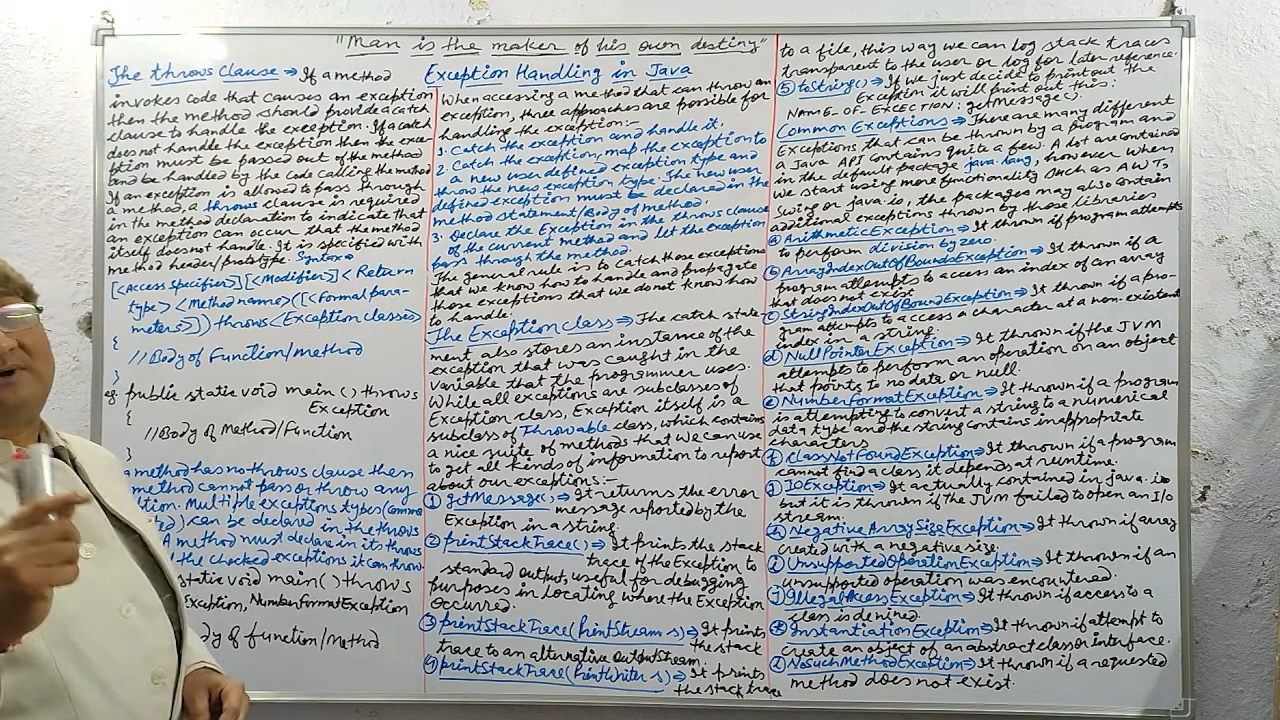 "Man is the maker of his own destiny"
The throws Clause ⇒ If a method
invokes code that causes an exception
then the method should provide a catch
clause to handle the exception. If a catch
does not handle the exception then the exce-
ption must be passed out of the method
and be handled by the code calling the method
If an exception is allowed to pass through
a method, a throws clause is required
in the method declaration to indicate that
an exception can occur that the method
itself does not handle. It is specified with
method header/prototype. Syntax ⇒
[<Access specifier>][<Modifier>]<Return
type> <Method name>([<Formal para-
meters>]) throws <Exception classes>
{
//Body of Function/method
}
eg. public static void main () throws
Exception
{
//Body of Method/Function
}
a method has no throws clause then
method cannot pass or throw any
tion. Multiple exceptions types (comma
ed) can be declared in the throws
A method must declare in its throws
the checked exceptions it can throw.
static void main() throws
Exception, NumberFormatException
dy of function/Method
Exception Handling in Java
When accessing a method that can throw an
exception, three approaches are possible for
handling the exception:-
1. Catch the exception and handle it.
2. Catch the exception, map the exception to
a new user defined exception type and
throw the new exception type. The new user
defined exception must be declared in the
method statement/Body of Method.
3. Declare the Exception in the throws clause
of the current method and let the exception
pass through the method.
The general rule is to catch those exceptions
that we know how to handle and propagate
those exceptions that we do not know how
to handle.
The Exception class ⇒ The catch state-
ment also stores an instance of the
exception that was caught in the
variable that the programmer uses.
While all exceptions are subclasses of
Exception class, Exception itself is a
subclass of Throwable class, which contains
a nice suite of methods that we can use
to get all kinds of information to report
about our exceptions:-
① getMessage() ⇒ It returns the error
message reported by the
Exception in a string.
② printStackTrace() ⇒ It prints the stack
trace of the Exception to
standard output, useful for debugging
purposes in locating where the Exception
occurred.
③ printStackTrace(PrintStream s) ⇒ It prints
the stack
trace to an alternative OutputStream.
④ printStackTrace(PrintWriter s) ⇒ It prints
the stack trace
to a file, this way we can log stack traces
transparent to the user or log for later reference.
⑤ toString() ⇒ If we just decide to print out the
Exception it will print out this:
NAME-OF-EXCECTION: getMessage().
Common Exceptions ⇒ There are many different
Exceptions that can be thrown by a program and
a Java API contains quite a few. A lot are contained
in the default package java.lang, however when
we start using more functionality such as AWT,
Swing or java.io, the packages may also contain
additional exceptions thrown by those libraries
ⓐ ArithmeticException ⇒ It thrown if program attempts
to perform division by zero.
ⓑ ArrayIndexOutOfBoundsException ⇒ It thrown if a
program attempts to access an index of an array
that does not exist.
ⓒ StringIndexOutOfBoundException ⇒ It thrown if a pro-
gram attempts to access a character at a non-existent
index in a string.
ⓓ NullPointerException ⇒ It thrown if the JVM
attempts to perform an operation on an object
that points to no data or null.
ⓔ NumberFormatException ⇒ It thrown if a program
is attempting to convert a string to a numerical
data type and the string contains inappropriate
characters
ⓕ ClassNotFoundException ⇒ It thrown if a program
cannot find a class it depends at runtime.
ⓖ IOException ⇒ It actually contained in java.io
but it is thrown if the JVM failed to open an I/O
stream.
ⓗ NegativeArraySizeException ⇒ It thrown if array
created with a negative size.
ⓘ UnsupportedOperationException ⇒ It thrown if an
Unsupported operation was encountered.
ⓙ IllegalAccessException ⇒ It thrown if access to a
class is denined.
ⓚ InstantiationException ⇒ It thrown if attempt to
create an object of an abstract class or interface.
ⓛ NoSuchMethodException ⇒ It thrown if a requested
method does not exist.